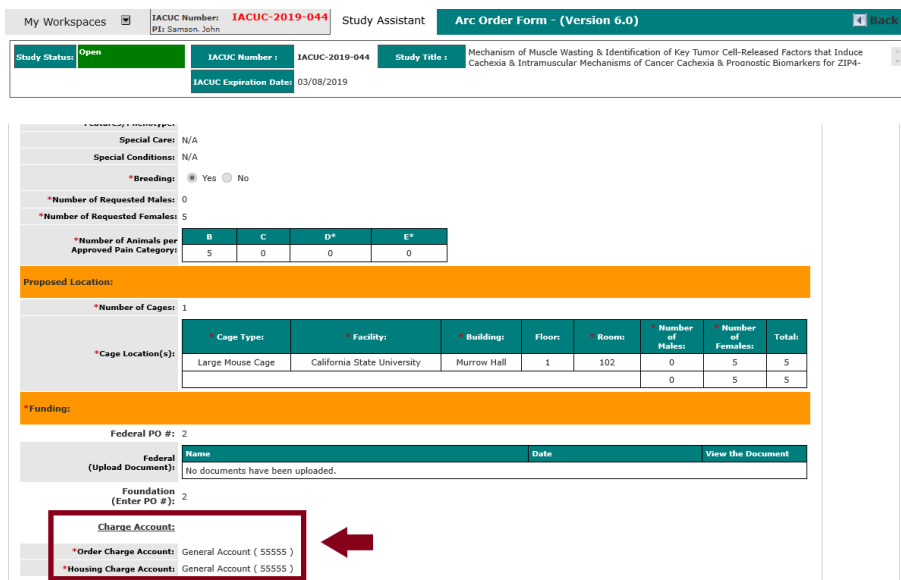 My Workspaces
IACUC Number: IACUC-2019-044
PI: Samson, John
Study Assistant
Arc Order Form - (Version 6.0)
Back
Study Status: Open
IACUC Number : IACUC-2019-044
Study Title : Mechanism of Muscle Wasting & Identification of Key Tumor Cell-Released Factors that Induce
Cachexia & Intramuscular Mechanisms of Cancer Cachexia & Prognostic Biomarkers for ZIP4-
IACUC Expiration Date: 03/08/2019
Features/Phenotype:
Special Care: N/A
Special Conditions: N/A
*Breeding: Yes No
*Number of Requested Males: 0
*Number of Requested Females: 5
*Number of Animals per
Approved Pain Category:
B C D* E*
5 0 0 0
Proposed Location:
*Number of Cages: 1
*Cage Location(s):
* Cage Type: * Facility: * Building: Floor: * Room: * Number of Males: * Number of Females: Total:
Large Mouse Cage California State University Murrow Hall 1 102 0 5 5
0 5 5
*Funding:
Federal PO #: 2
Federal
(Upload Document):
Name Date View the Document
No documents have been uploaded.
Foundation
(Enter PO #): 2
Charge Account:
*Order Charge Account: General Account ( 55555 )
*Housing Charge Account: General Account ( 55555 )